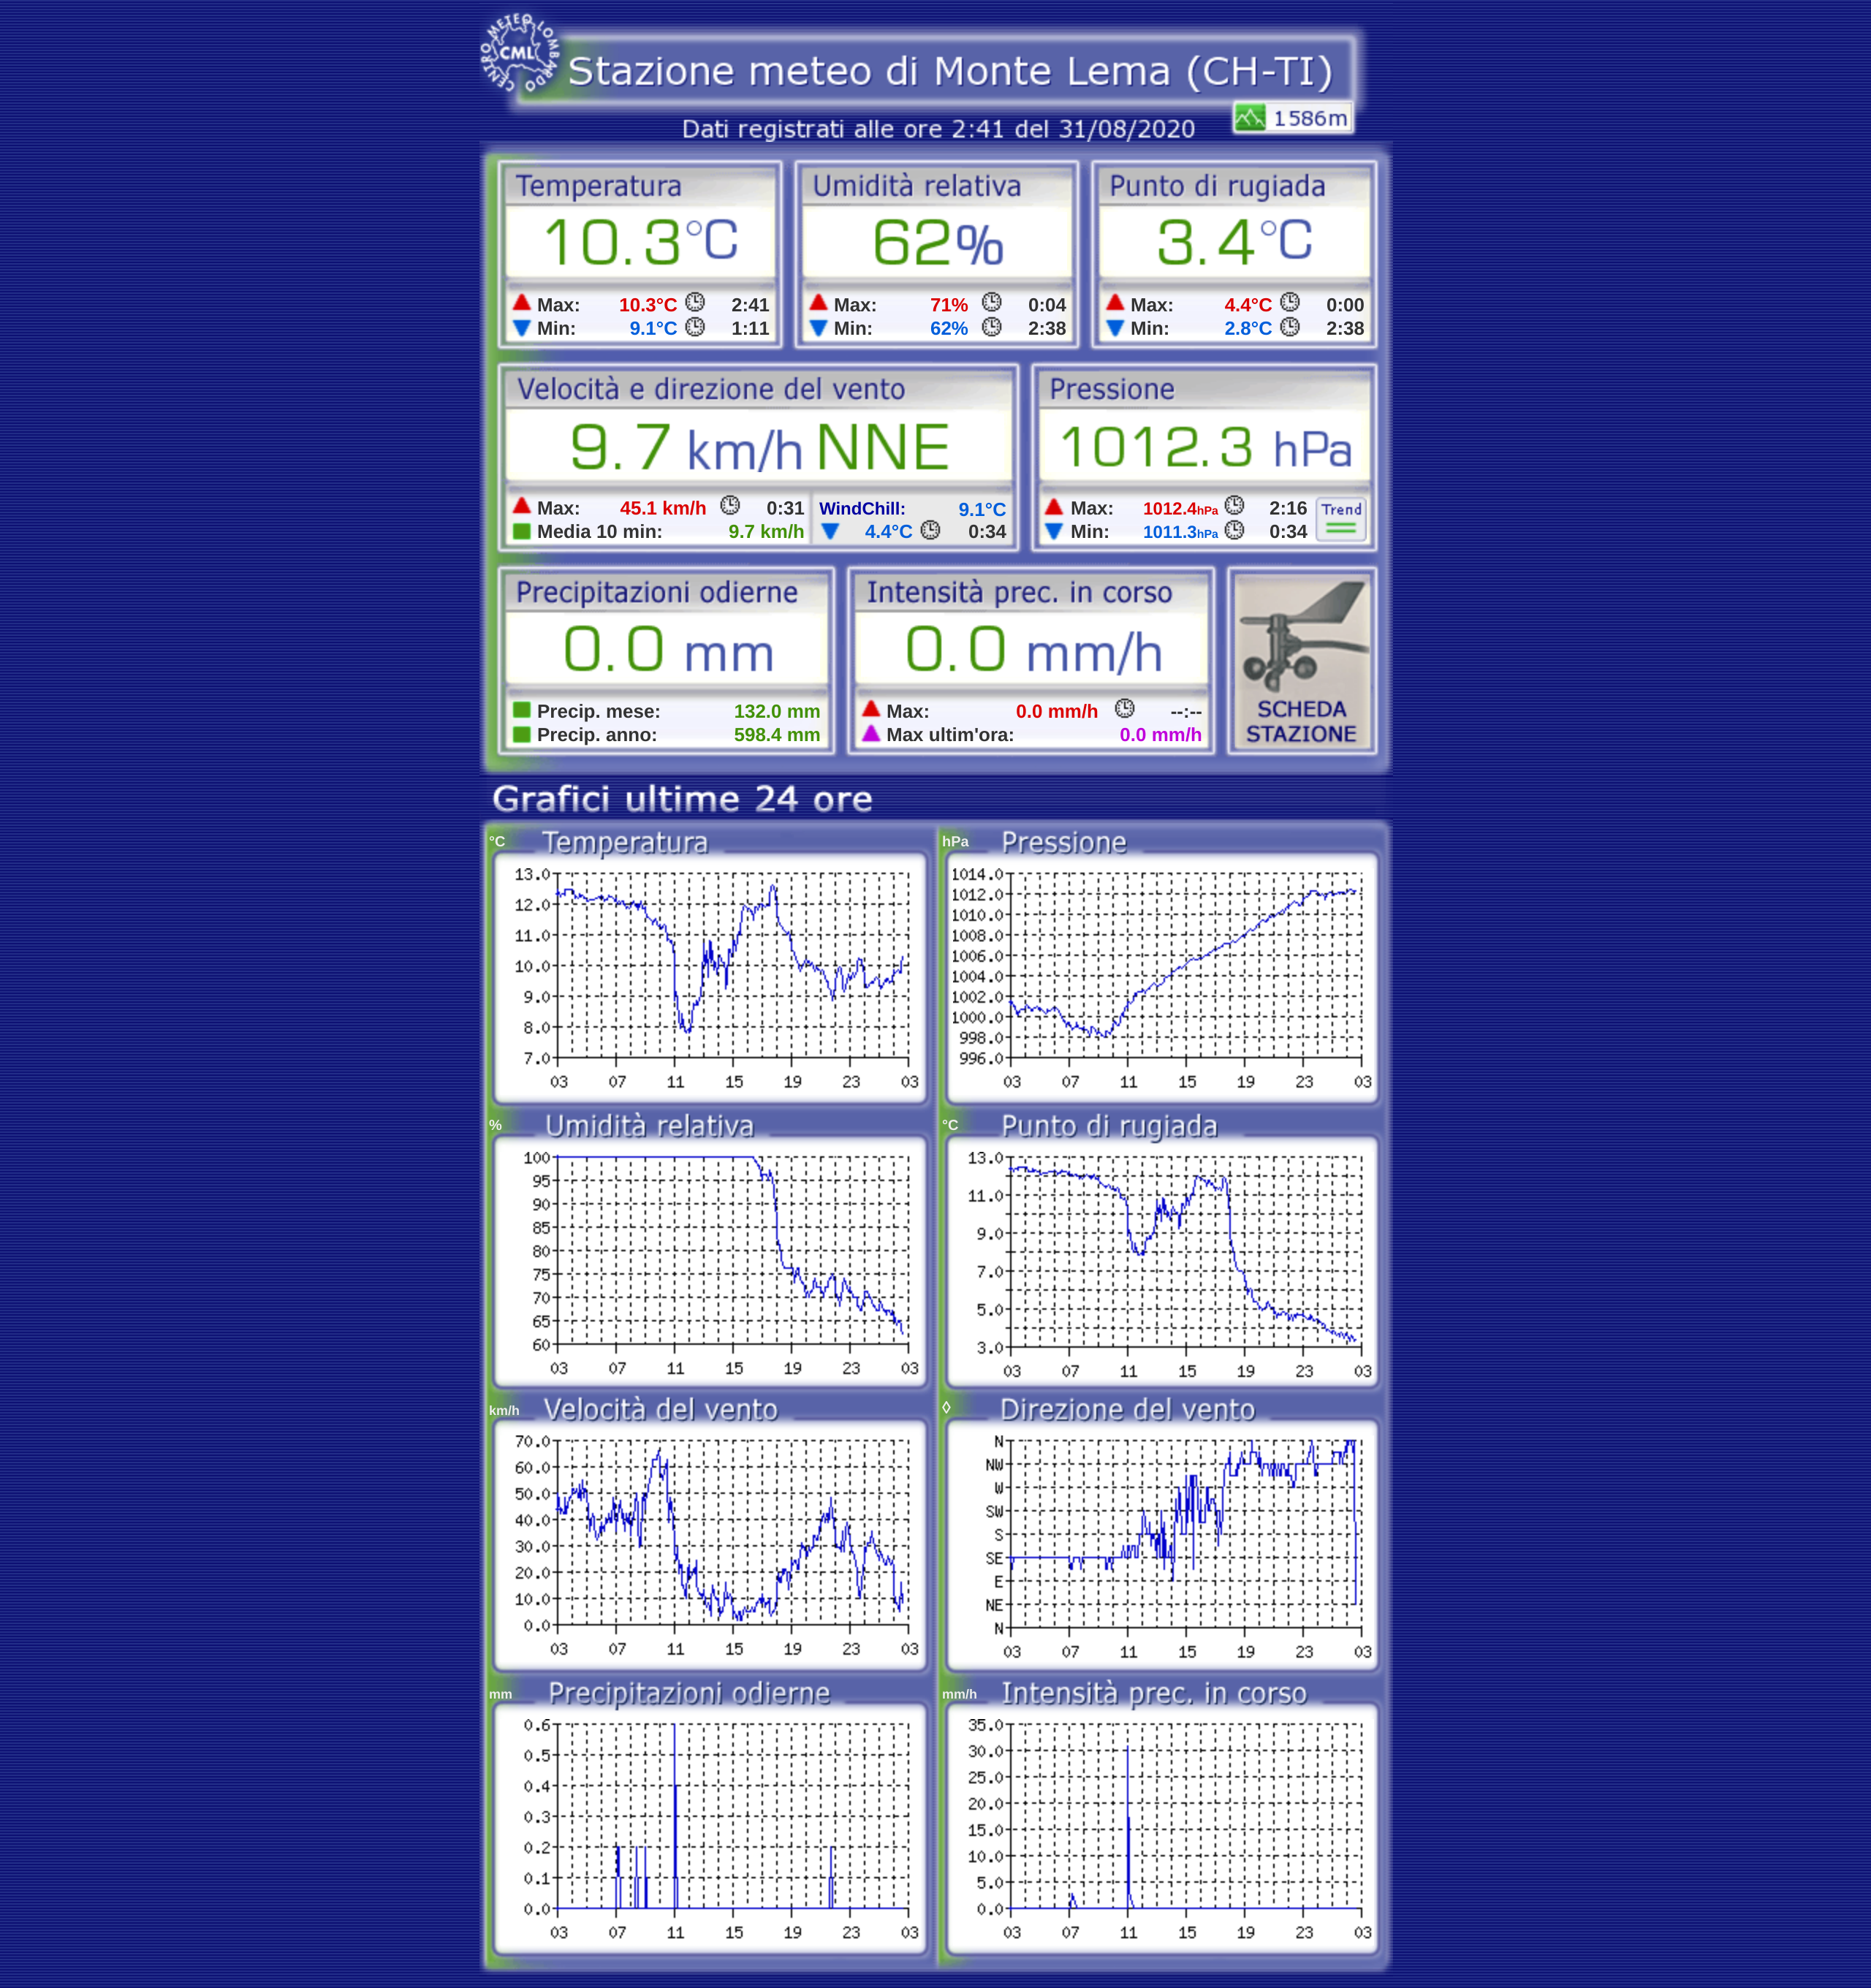 CENTRO METEO LOMBARDO
CML
Stazione meteo di Monte Lema (CH-TI)
1586m
Dati registrati alle ore 2:41 del 31/08/2020
Temperatura Umidità relativa Punto di rugiada
10.3°C 62% 3.4°C
Max: 10.3°C 2:41 Max: 71% 0:04 Max: 4.4°C 0:00
Min: 9.1°C 1:11 Min: 62% 2:38 Min: 2.8°C 2:38
Velocità e direzione del vento Pressione
9.7 km/h NNE 1012.3 hPa
Max: 45.1 km/h 0:31 WindChill: 9.1°C Max: 1012.4hPa 2:16 Trend
Media 10 min: 9.7 km/h 4.4°C 0:34 Min: 1011.3hPa 0:34
Precipitazioni odierne Intensità prec. in corso
0.0 mm 0.0 mm/h
Precip. mese: 132.0 mm Max: 0.0 mm/h --:-- SCHEDA
Precip. anno: 598.4 mm Max ultim'ora: 0.0 mm/h STAZIONE
Grafici ultime 24 ore
°C Temperatura
13.0
12.0
11.0
10.0
9.0
8.0
7.0
03 07 11 15 19 23 03
hPa Pressione
1014.0
1012.0
1010.0
1008.0
1006.0
1004.0
1002.0
1000.0
998.0
996.0
03 07 11 15 19 23 03
% Umidità relativa
100
95
90
85
80
75
70
65
60
03 07 11 15 19 23 03
°C Punto di rugiada
13.0
11.0
9.0
7.0
5.0
3.0
03 07 11 15 19 23 03
km/h Velocità del vento
70.0
60.0
50.0
40.0
30.0
20.0
10.0
0.0
03 07 11 15 19 23 03
◊ Direzione del vento
N
NW
W
SW
S
SE
E
NE
N
03 07 11 15 19 23 03
mm Precipitazioni odierne
0.6
0.5
0.4
0.3
0.2
0.1
0.0
03 07 11 15 19 23 03
mm/h Intensità prec. in corso
35.0
30.0
25.0
20.0
15.0
10.0
5.0
0.0
03 07 11 15 19 23 03